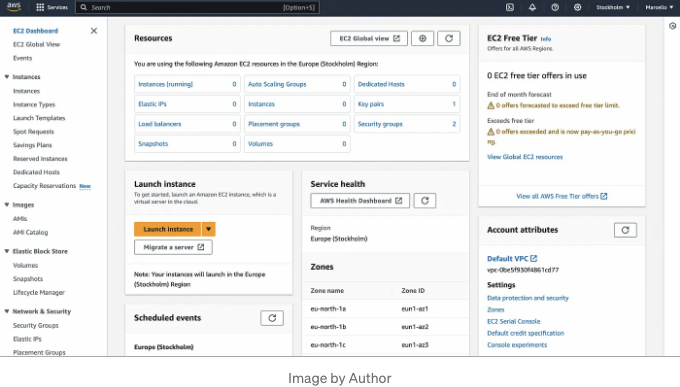 aws
Services
Search
[Option+S]
Stockholm
Marcelo
EC2 Dashboard
EC2 Global View
Events
Instances
Instances
Instance Types
Launch Templates
Spot Requests
Savings Plans
Reserved Instances
Dedicated Hosts
Capacity Reservations New
Images
AMIs
AMI Catalog
Elastic Block Store
Volumes
Snapshots
Lifecycle Manager
Network & Security
Security Groups
Elastic IPs
Placement Groups
Resources
EC2 Global view
You are using the following Amazon EC2 resources in the Europe (Stockholm) Region:
Instances (running) 0
Auto Scaling Groups 0
Dedicated Hosts 0
Elastic IPs 0
Instances 0
Key pairs 1
Load balancers 0
Placement groups 0
Security groups 2
Snapshots 0
Volumes 0
Launch instance
To get started, launch an Amazon EC2 instance, which is a
virtual server in the cloud.
Launch instance
Migrate a server
Note: Your instances will launch in the Europe
(Stockholm) Region
Scheduled events
Europe (Stockholm)
Service health
AWS Health Dashboard
Region
Europe (Stockholm)
Zones
Zone name Zone ID
eu-north-1a eun1-az1
eu-north-1b eun1-az2
eu-north-1c eun1-az3
EC2 Free Tier Info
Offers for all AWS Regions.
0 EC2 free tier offers in use
End of month forecast
0 offers forecasted to exceed free tier limit.
Exceeds free tier
0 offers exceeded and is now pay-as-you-go prici
ng.
View Global EC2 resources
View all AWS Free Tier offers
Account attributes
Default VPC
vpc-0be5f930f4861cd77
Settings
Data protection and security
Zones
EC2 Serial Console
Default credit specification
Console experiments
Image by Author